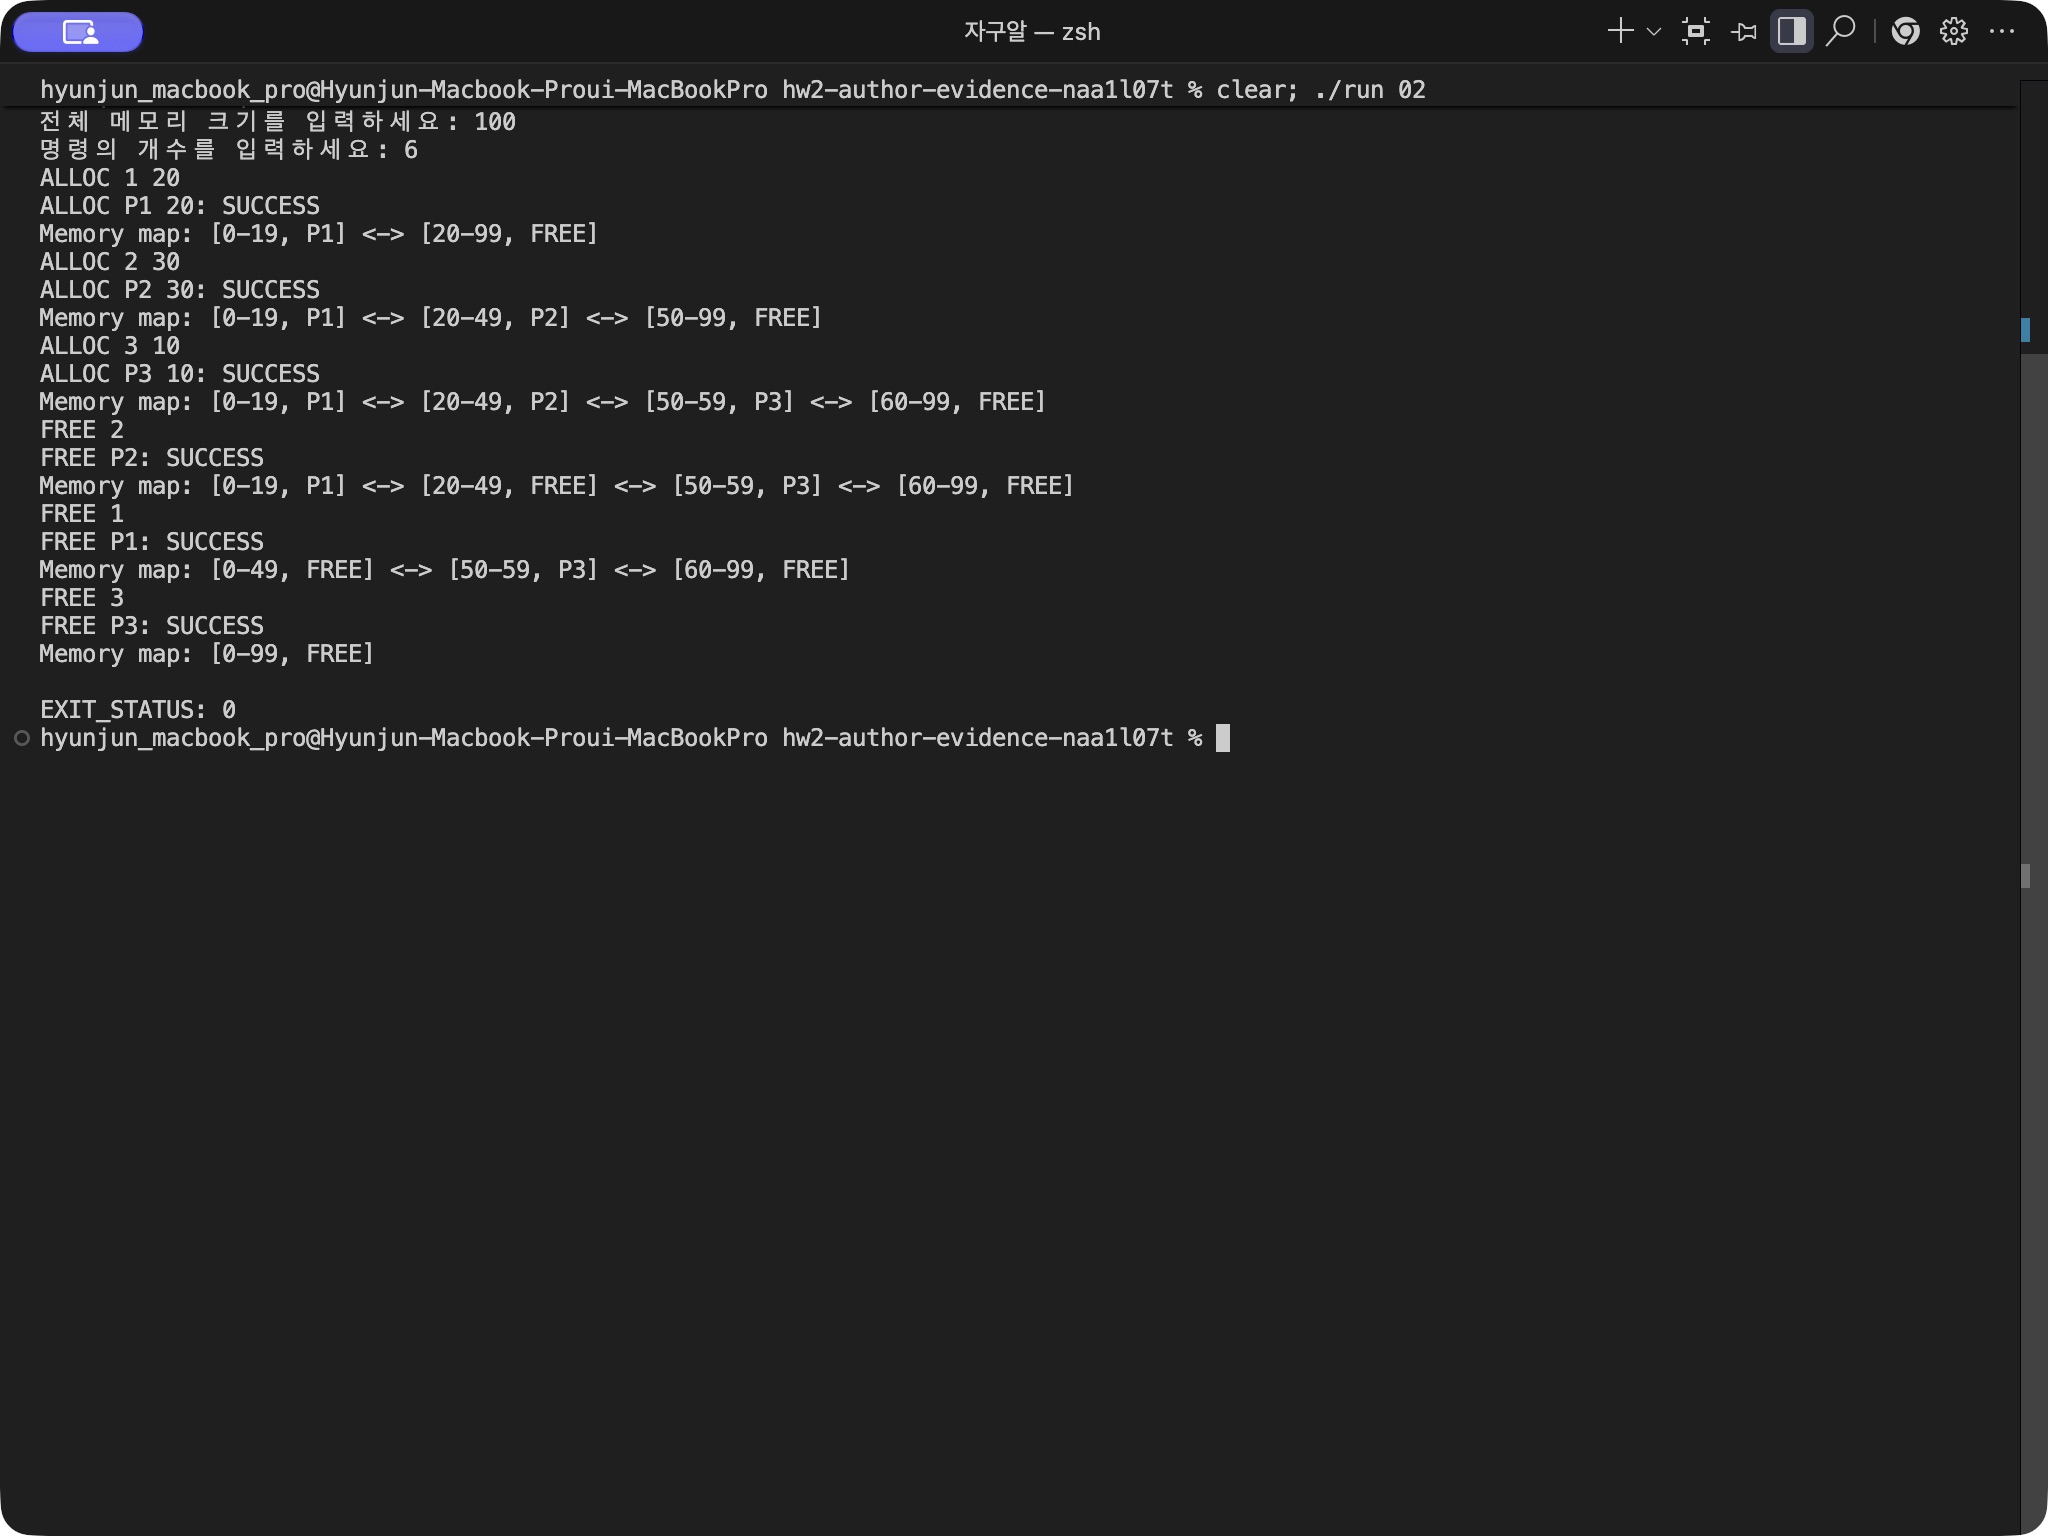 자구알 — zsh
hyunjun_macbook_pro@Hyunjun-Macbook-Proui-MacBookPro hw2-author-evidence-naa1l07t % clear; ./run 02
전체 메모리 크기를 입력하세요: 100
명령의 개수를 입력하세요: 6
ALLOC 1 20
ALLOC P1 20: SUCCESS
Memory map: [0-19, P1] <-> [20-99, FREE]
ALLOC 2 30
ALLOC P2 30: SUCCESS
Memory map: [0-19, P1] <-> [20-49, P2] <-> [50-99, FREE]
ALLOC 3 10
ALLOC P3 10: SUCCESS
Memory map: [0-19, P1] <-> [20-49, P2] <-> [50-59, P3] <-> [60-99, FREE]
FREE 2
FREE P2: SUCCESS
Memory map: [0-19, P1] <-> [20-49, FREE] <-> [50-59, P3] <-> [60-99, FREE]
FREE 1
FREE P1: SUCCESS
Memory map: [0-49, FREE] <-> [50-59, P3] <-> [60-99, FREE]
FREE 3
FREE P3: SUCCESS
Memory map: [0-99, FREE]
EXIT_STATUS: 0
hyunjun_macbook_pro@Hyunjun-Macbook-Proui-MacBookPro hw2-author-evidence-naa1l07t %